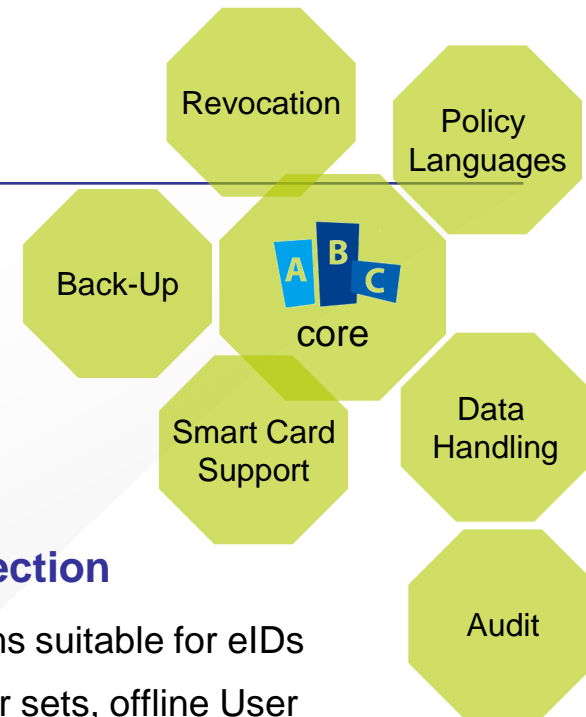 Revocation
Policy
Languages
Back-Up
A B C
core
Smart Card
Support
Data
Handling
ection
ns suitable for eIDs
Audit
r sets, offline User